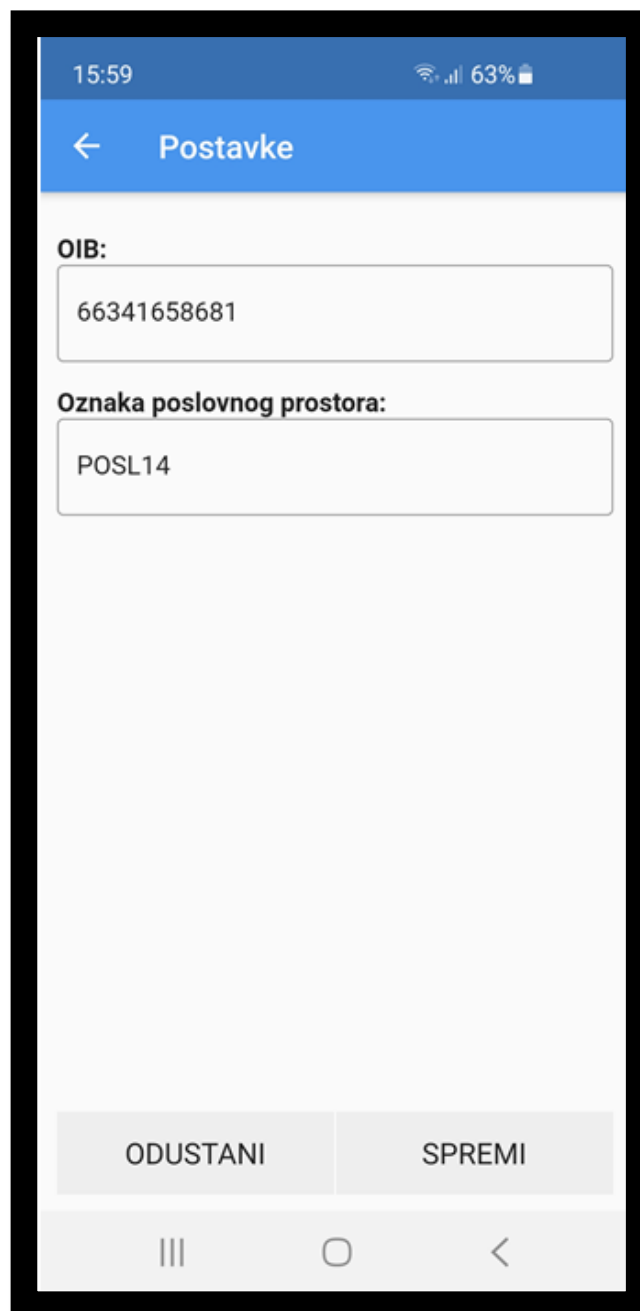 15:59 63%
Postavke
OIB:
66341658681
Oznaka poslovnog prostora:
POSL14
ODUSTANI SPREMI